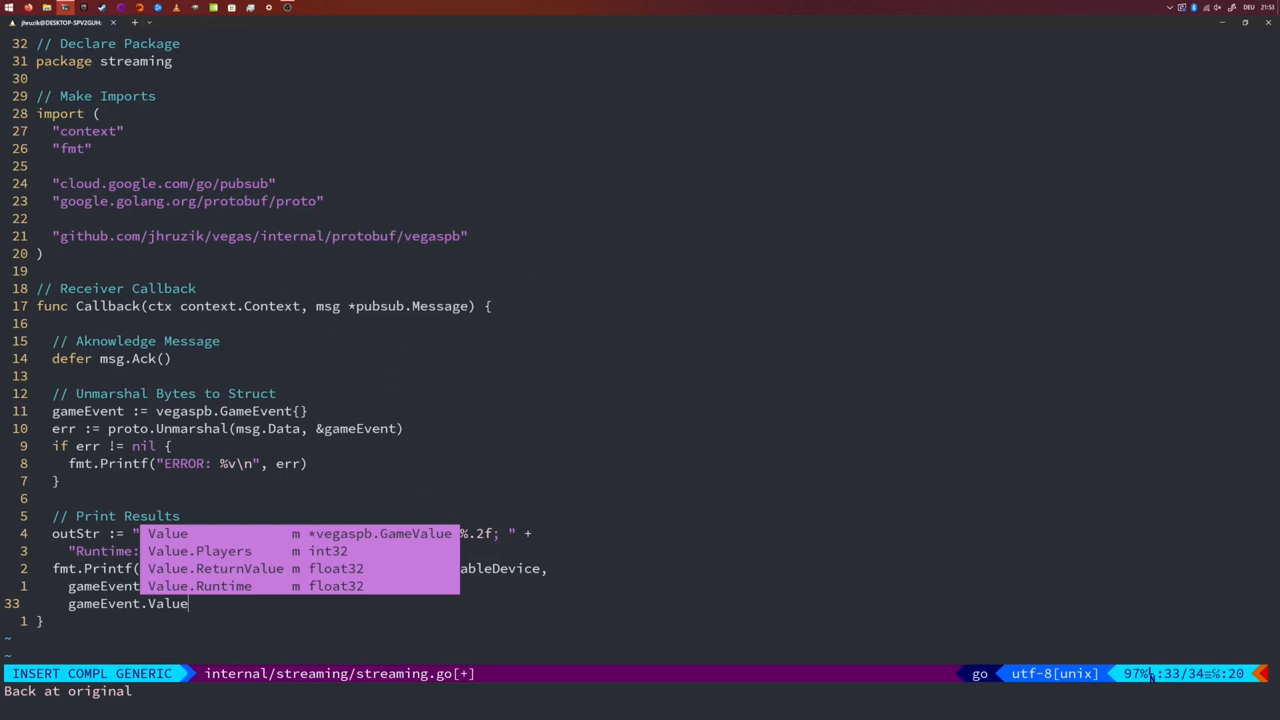 jhruzik@DESKTOP-SPV2GUH:
DEU
21:53
32 // Declare Package
31 package streaming
30
29 // Make Imports
28 import (
27 "context"
26 "fmt"
25
24 "cloud.google.com/go/pubsub"
23 "google.golang.org/protobuf/proto"
22
21 "github.com/jhruzik/vegas/internal/protobuf/vegaspb"
20 )
19
18 // Receiver Callback
17 func Callback(ctx context.Context, msg *pubsub.Message) {
16
15 // Aknowledge Message
14 defer msg.Ack()
13
12 // Unmarshal Bytes to Struct
11 gameEvent := vegaspb.GameEvent{}
10 err := proto.Unmarshal(msg.Data, &gameEvent)
9 if err != nil {
8 fmt.Printf("ERROR: %v\n", err)
7 }
6
5 // Print Results
4 outStr := " Value m *vegaspb.GameValue %.2f; " +
3 "Runtime: Value.Players m int32
2 fmt.Printf( Value.ReturnValue m float32 ableDevice,
1 gameEvent Value.Runtime m float32
33 gameEvent.Value
1 }
~
~
INSERT COMPL GENERIC internal/streaming/streaming.go[+] go utf-8[unix] 97% :33/34≡%:20
Back at original